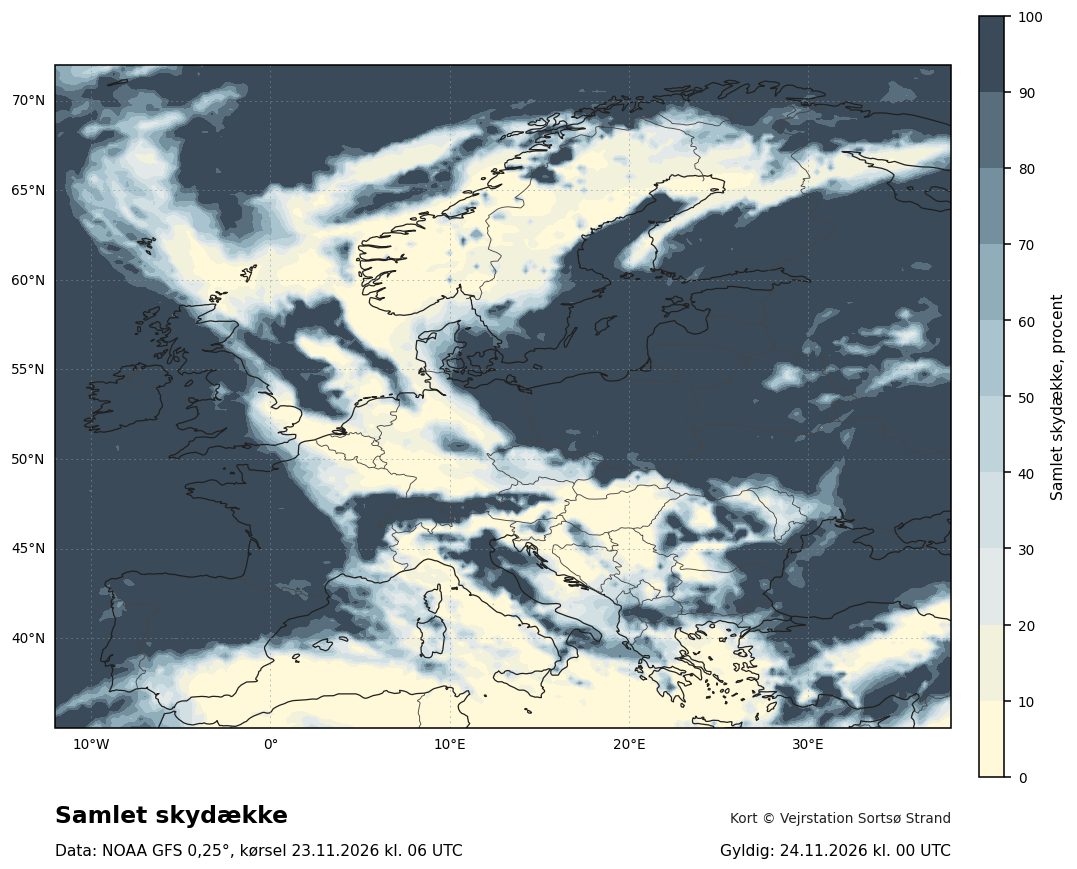 100
90
80
70
60
50
40
30
20
10
0
Samlet skydække, procent
70°N
65°N
60°N
55°N
50°N
45°N
40°N
10°W
0°
10°E
20°E
30°E
Samlet skydække
Kort © Vejrstation Sortsø Strand
Data: NOAA GFS 0,25°, kørsel 23.11.2026 kl. 06 UTC
Gyldig: 24.11.2026 kl. 00 UTC